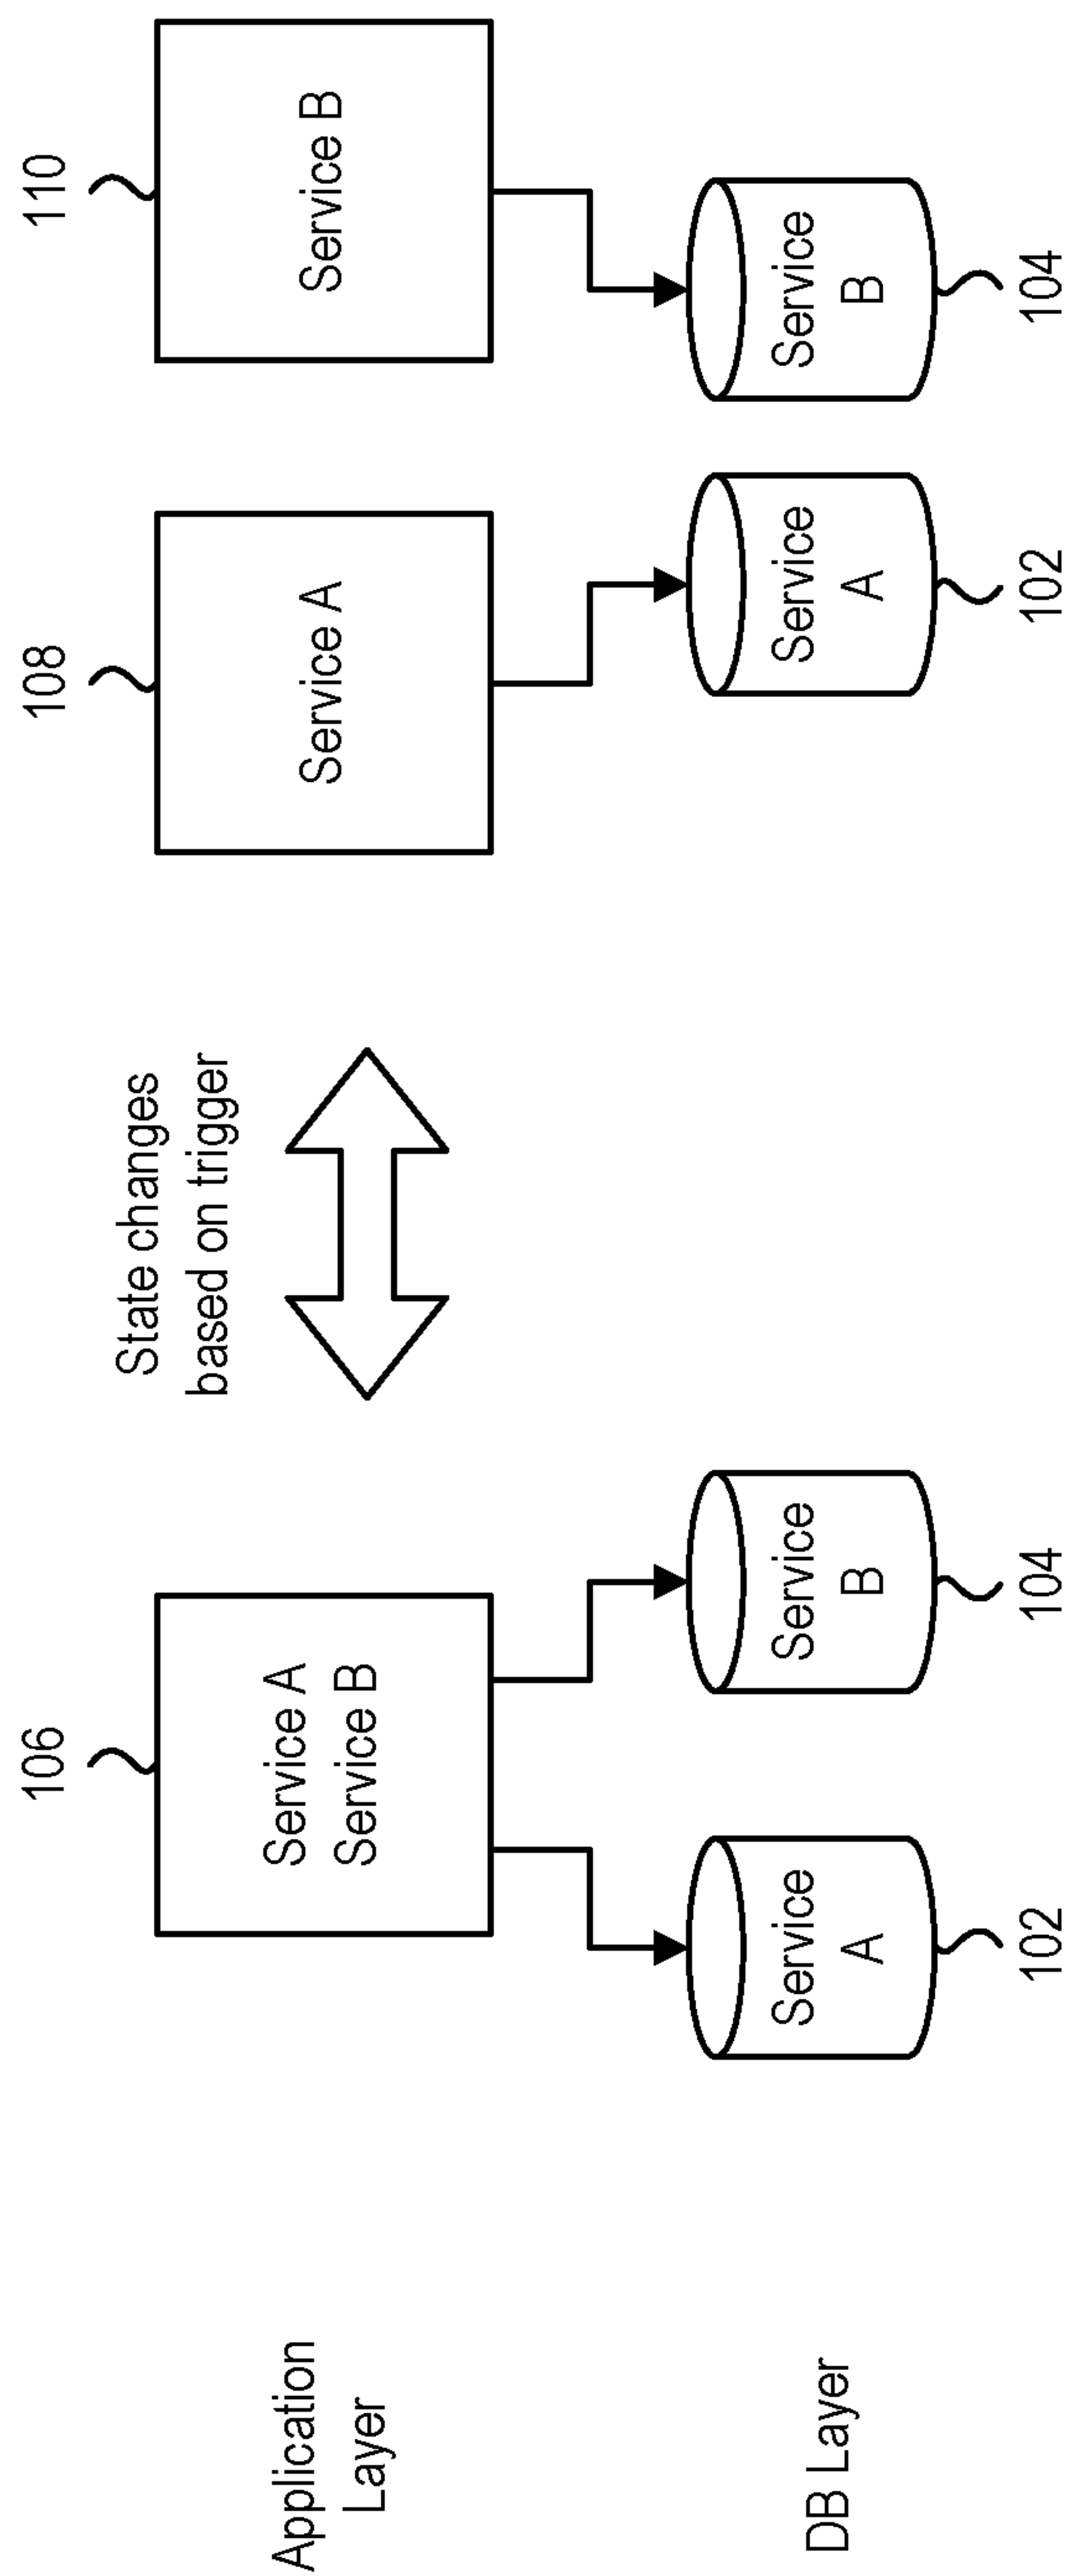 106
108
110
State changes
based on trigger
Application
Layer
Service A
Service B
Service A
Service B
DB Layer
Service
A
Service
B
Service
A
Service
B
102
104
102
104